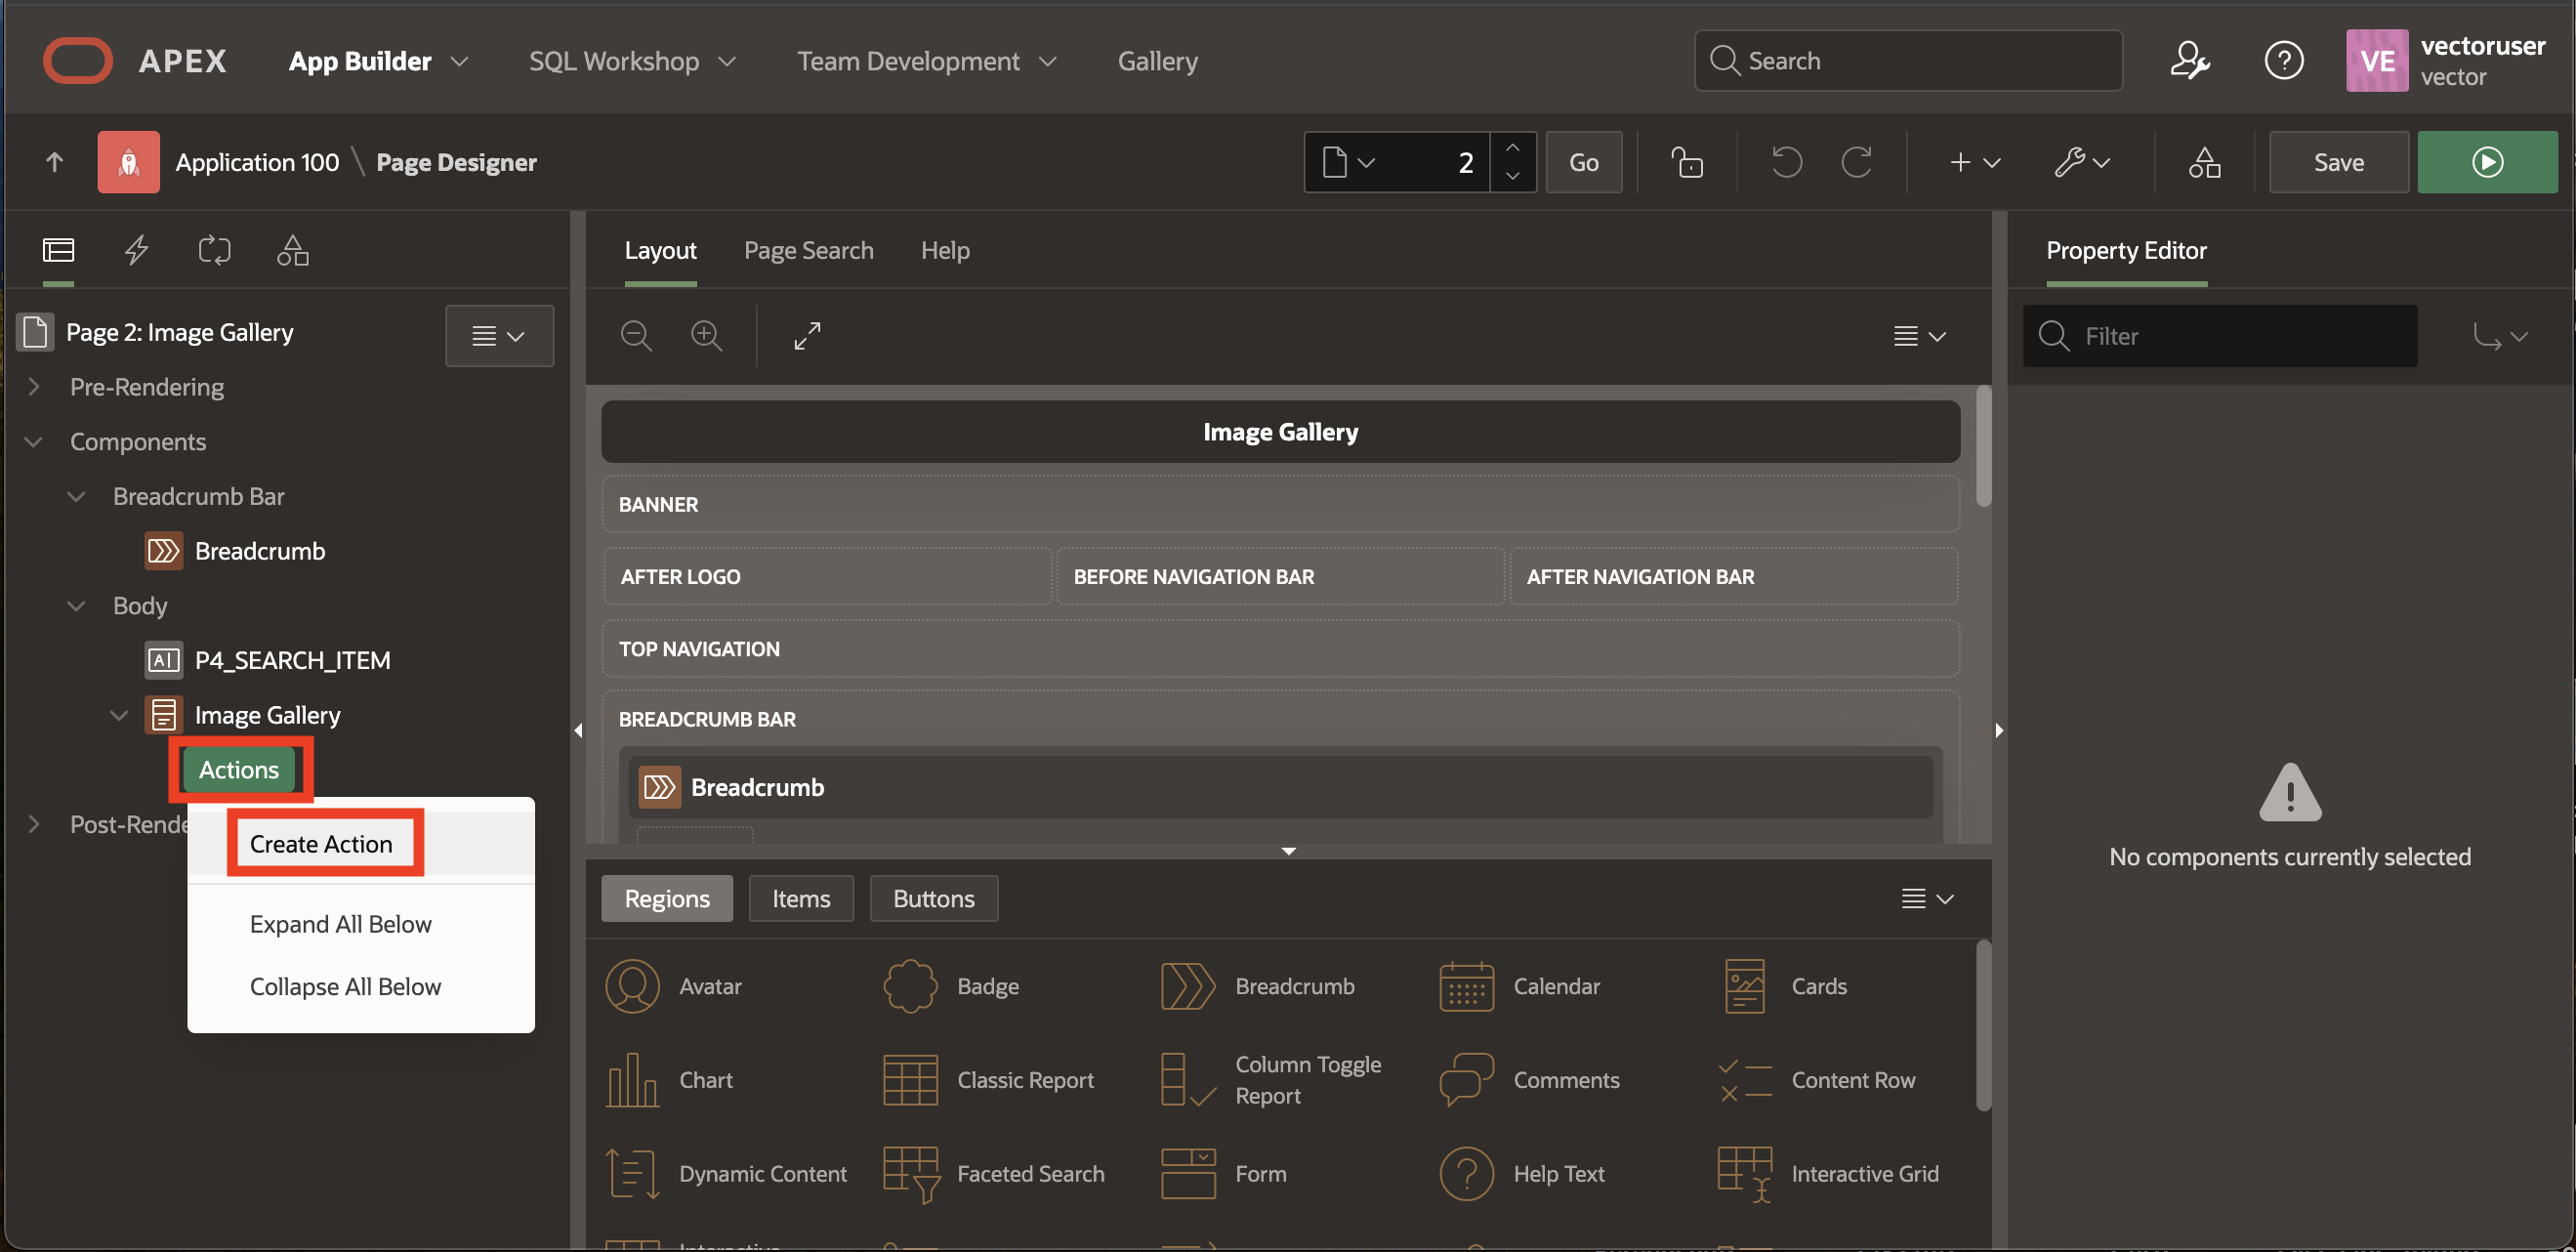 APEX
App Builder
SQL Workshop
Team Development
Gallery
Search
VE
vectoruser
vector
Application 100 \ Page Designer
2
Go
Save
Page 2: Image Gallery
Pre-Rendering
Components
Breadcrumb Bar
Breadcrumb
Body
P4_SEARCH_ITEM
Image Gallery
Actions
Create Action
Expand All Below
Collapse All Below
Layout
Page Search
Help
Image Gallery
BANNER
AFTER LOGO
BEFORE NAVIGATION BAR
AFTER NAVIGATION BAR
TOP NAVIGATION
BREADCRUMB BAR
Breadcrumb
Regions
Items
Buttons
Avatar
Badge
Breadcrumb
Calendar
Cards
Chart
Classic Report
Column Toggle
Report
Comments
Content Row
Dynamic Content
Faceted Search
Form
Help Text
Interactive Grid
Property Editor
Filter
No components currently selected